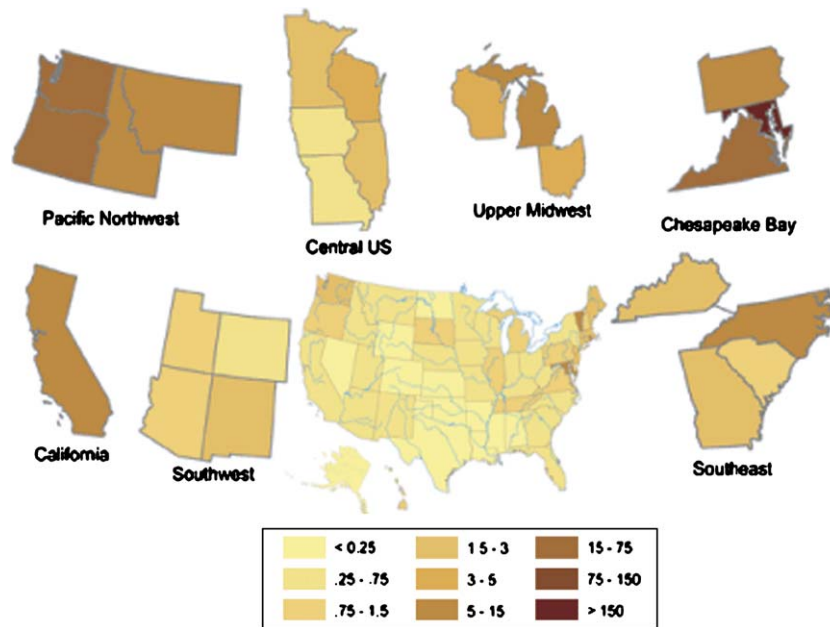 Pacific Northwest
Central US
Upper Midwest
Chesapeake Bay
California
Southwest
Southeast
< 0.25
1 5 - 3
15 - 75
.25 - .75
3 - 5
75 - 150
.75 - 1.5
5 - 15
> 150